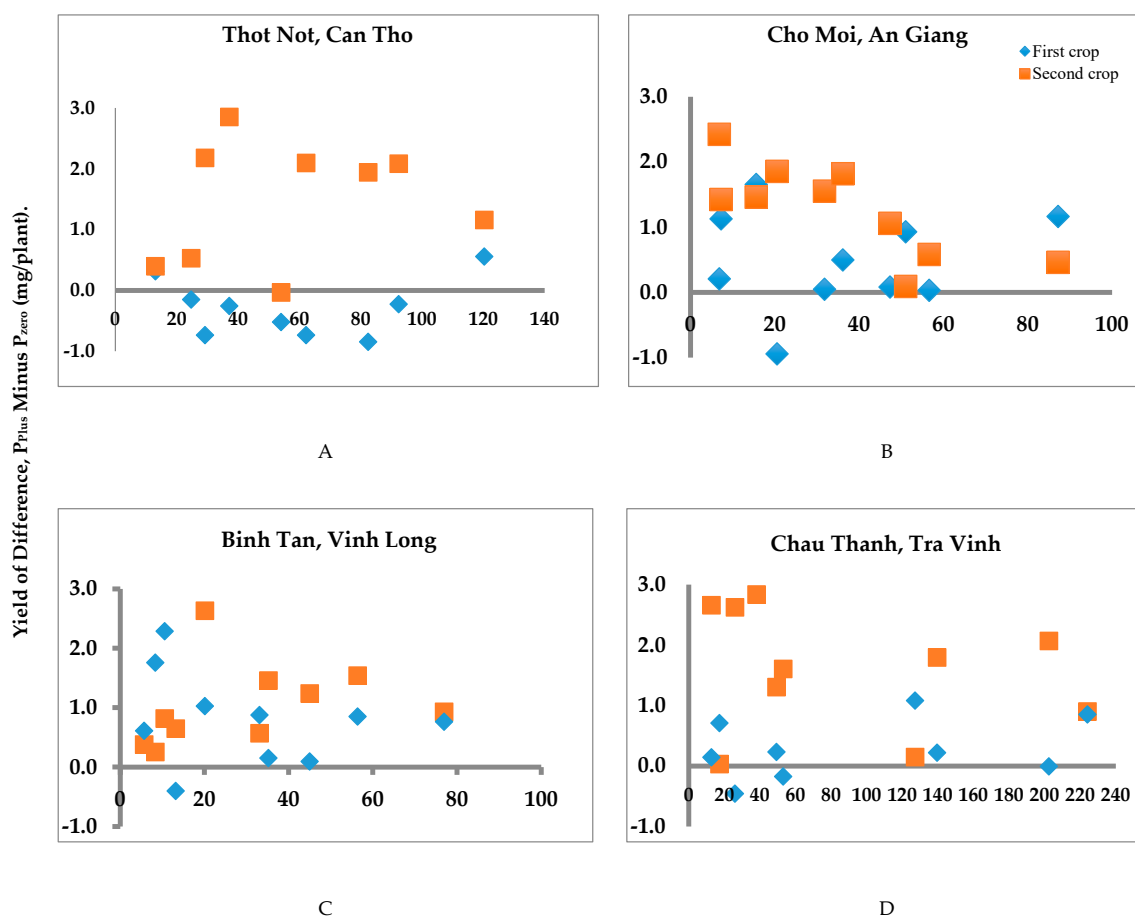 Yield of Difference, PPlus Minus Pzero (mg/plant).
Thot Not, Can Tho
3.0
2.0
1.0
0.0
-1.0
0 20 40 60 80 100 120 140
A
Cho Moi, An Giang
First crop
Second crop
3.0
2.0
1.0
0.0
-1.0
0 20 40 60 80 100
B
Binh Tan, Vinh Long
3.0
2.0
1.0
0.0
-1.0
0 20 40 60 80 100
C
Chau Thanh, Tra Vinh
3.0
2.0
1.0
0.0
-1.0
0 20 40 60 80 100 120 140 160 180 200 220 240
D